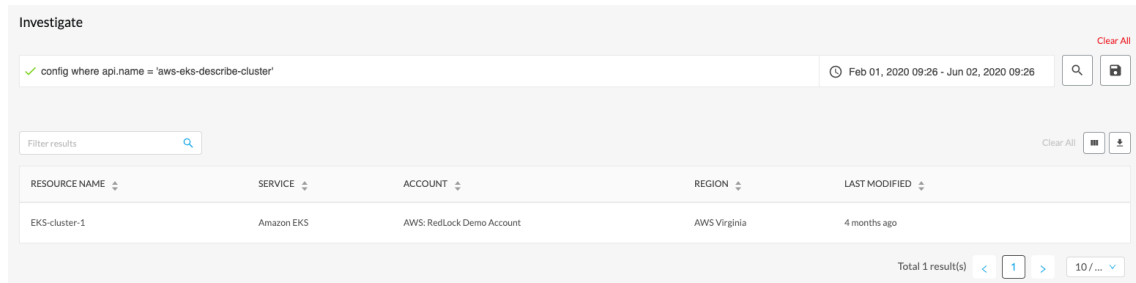 Investigate
Clear All
config where api.name = 'aws-eks-describe-cluster'
Feb 01, 2020 09:26 - Jun 02, 2020 09:26
Filter results
Clear All
RESOURCE NAME SERVICE ACCOUNT REGION LAST MODIFIED
EKS-cluster-1 Amazon EKS AWS: RedLock Demo Account AWS Virginia 4 months ago
Total 1 result(s) < 1 > 10 / ...